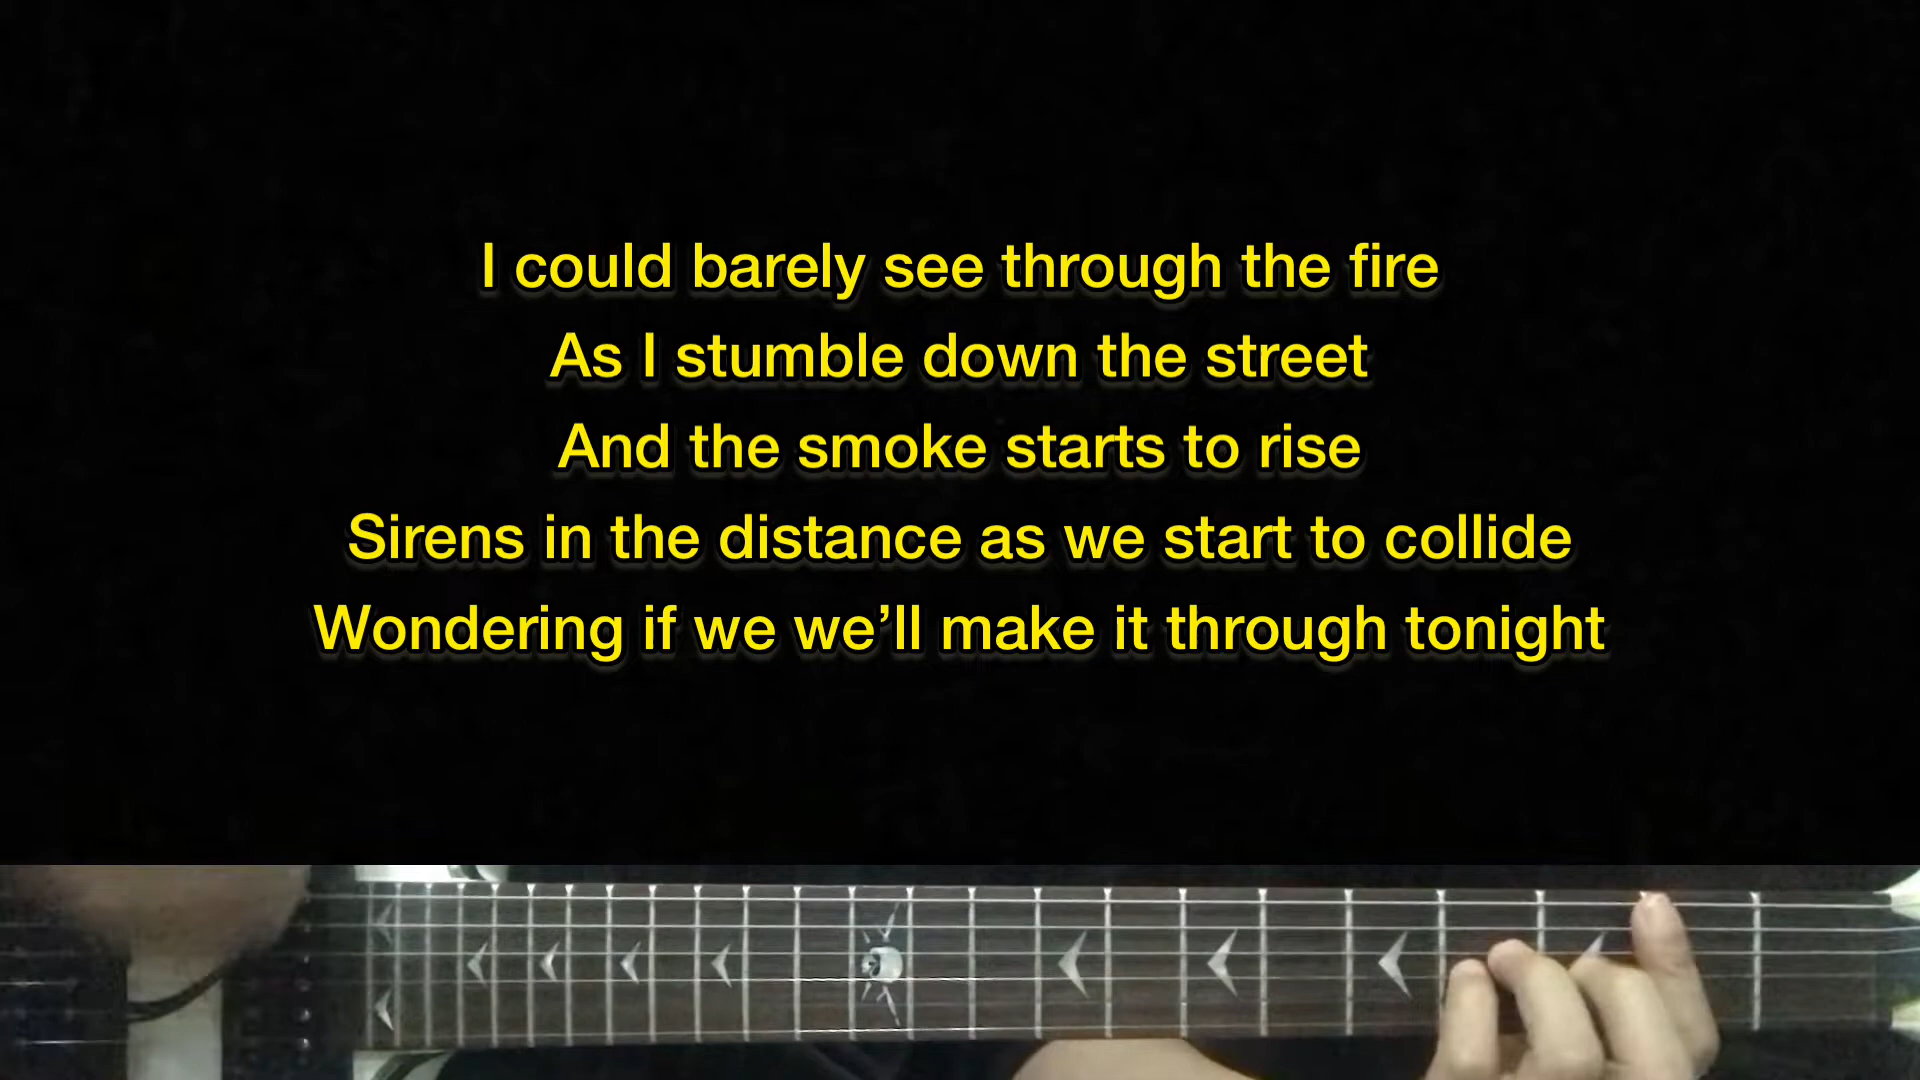 I could barely see through the fire
As I stumble down the street
And the smoke starts to rise
Sirens in the distance as we start to collide
Wondering if we we’ll make it through tonight